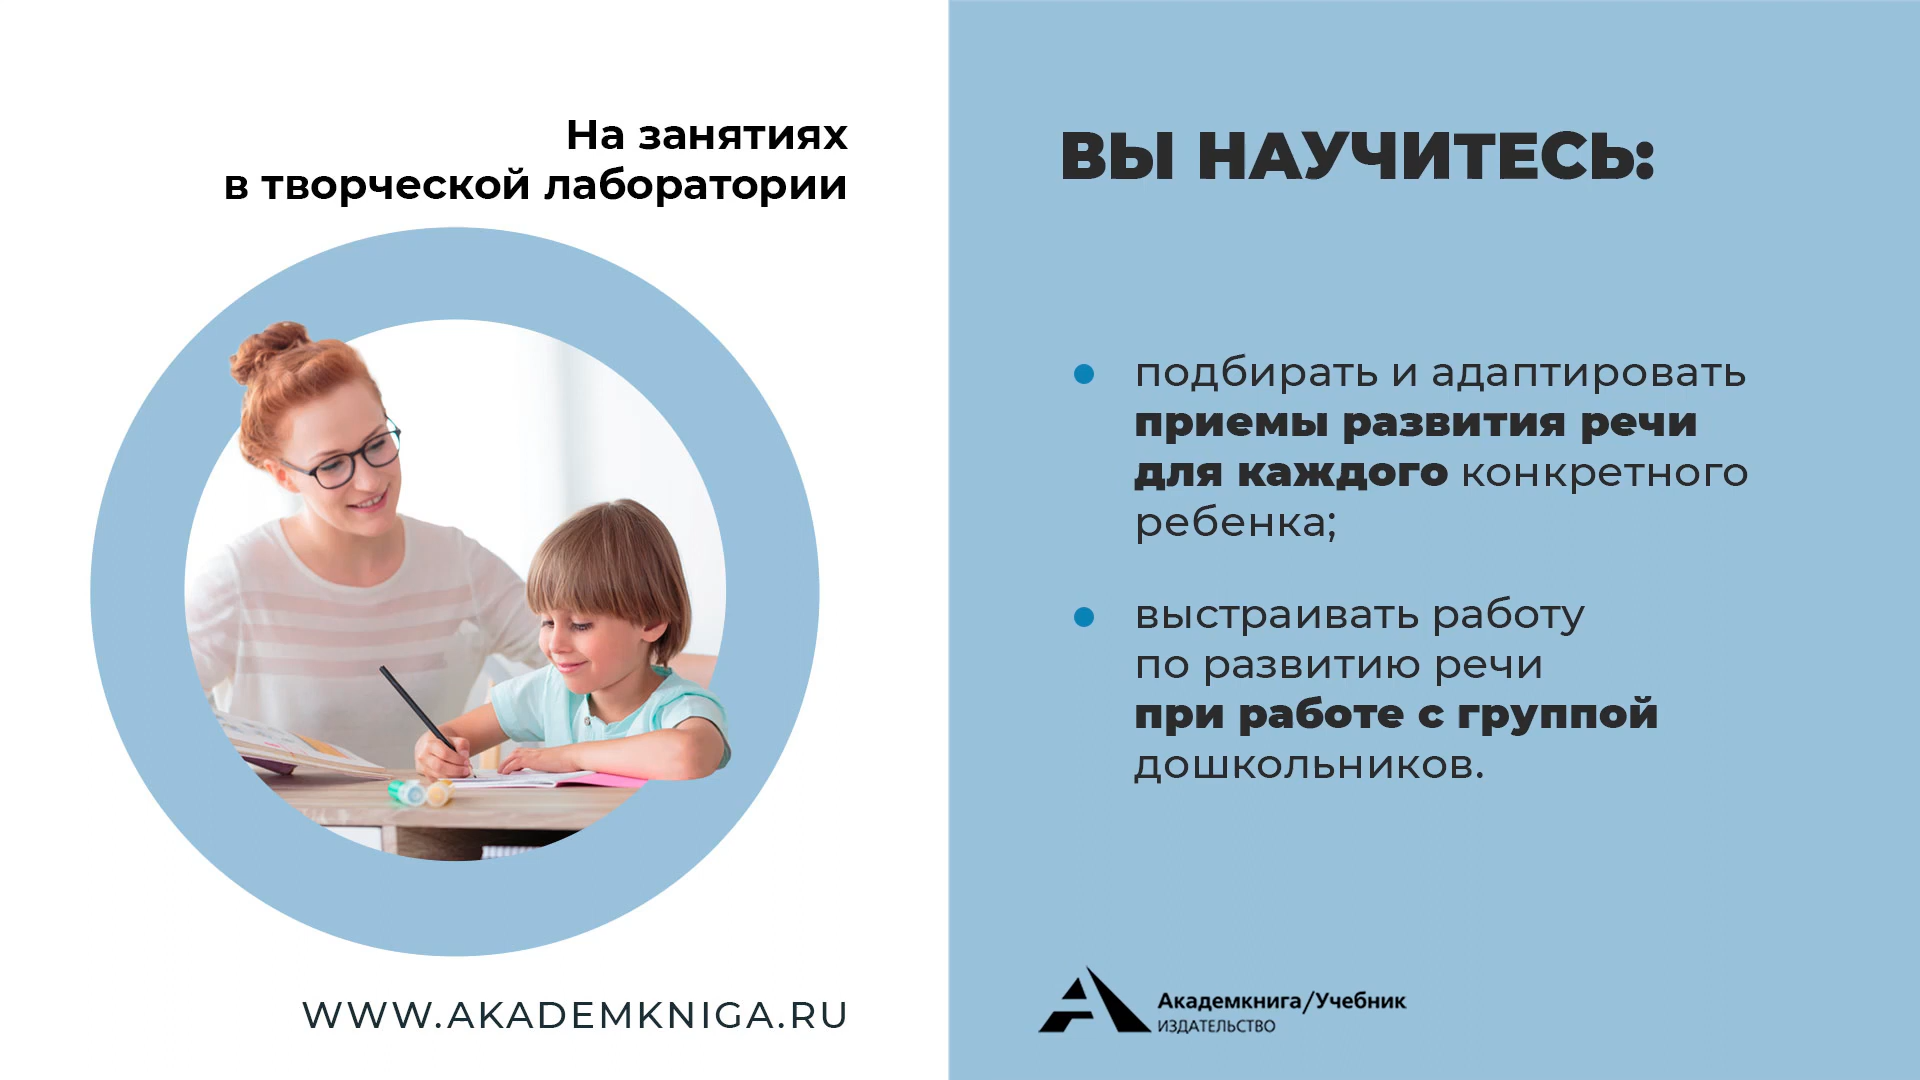 На занятиях
в творческой лаборатории
WWW.AKADEMKNIGA.RU
ВЫ НАУЧИТЕСЬ:
подбирать и адаптировать
приемы развития речи
для каждого конкретного
ребенка;
выстраивать работу
по развитию речи
при работе с группой
дошкольников.
Академкнига/Учебник
ИЗДАТЕЛЬСТВО